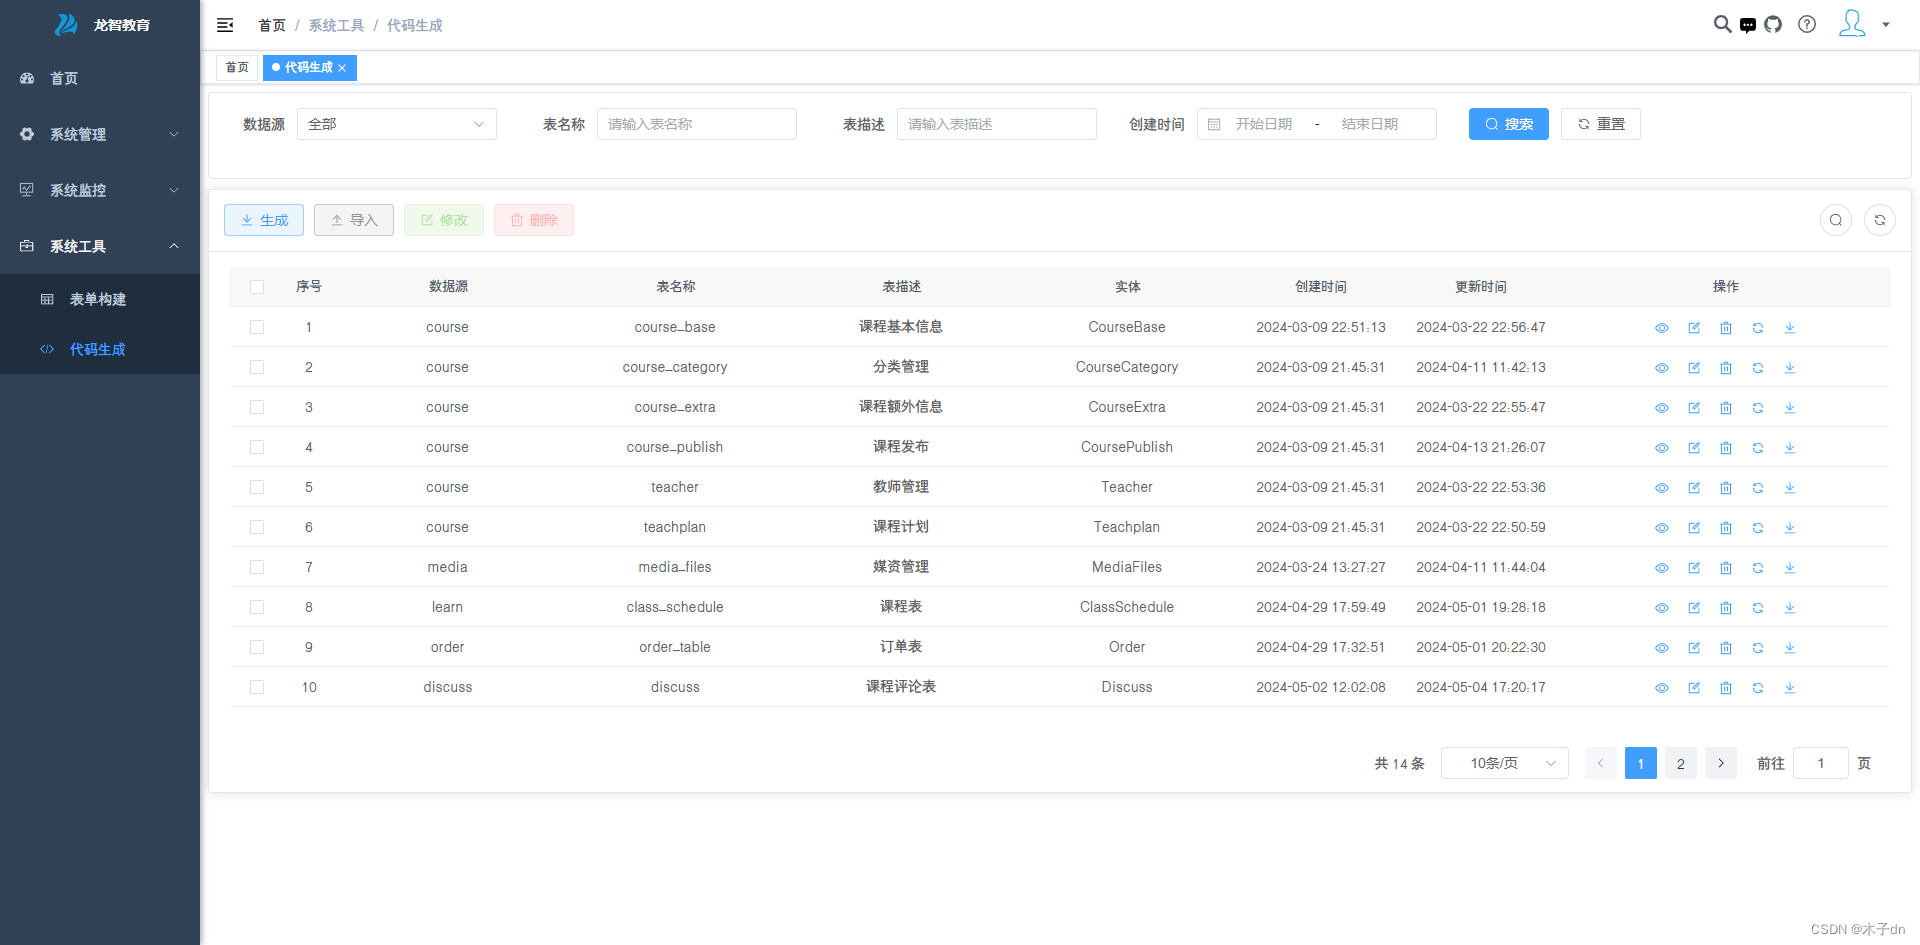 龙智教育
首页 / 系统工具 / 代码生成
首页
系统管理
系统监控
系统工具
表单构建
代码生成
首页 代码生成
数据源 全部 表名称 请输入表名称 表描述 请输入表描述 创建时间 开始日期 - 结束日期 搜索 重置
生成 导入 修改 删除
序号 数据源 表名称 表描述 实体 创建时间 更新时间 操作
1 course course_base 课程基本信息 CourseBase 2024-03-09 22:51:13 2024-03-22 22:56:47
2 course course_category 分类管理 CourseCategory 2024-03-09 21:45:31 2024-04-11 11:42:13
3 course course_extra 课程额外信息 CourseExtra 2024-03-09 21:45:31 2024-03-22 22:55:47
4 course course_publish 课程发布 CoursePublish 2024-03-09 21:45:31 2024-04-13 21:26:07
5 course teacher 教师管理 Teacher 2024-03-09 21:45:31 2024-03-22 22:53:36
6 course teachplan 课程计划 Teachplan 2024-03-09 21:45:31 2024-03-22 22:50:59
7 media media_files 媒资管理 MediaFiles 2024-03-24 13:27:27 2024-04-11 11:44:04
8 learn class_schedule 课程表 ClassSchedule 2024-04-29 17:59:49 2024-05-01 19:28:18
9 order order_table 订单表 Order 2024-04-29 17:32:51 2024-05-01 20:22:30
10 discuss discuss 课程评论表 Discuss 2024-05-02 12:02:08 2024-05-04 17:20:17
共 14 条 10条/页 1 2 前往 1 页
CSDN @木子dn